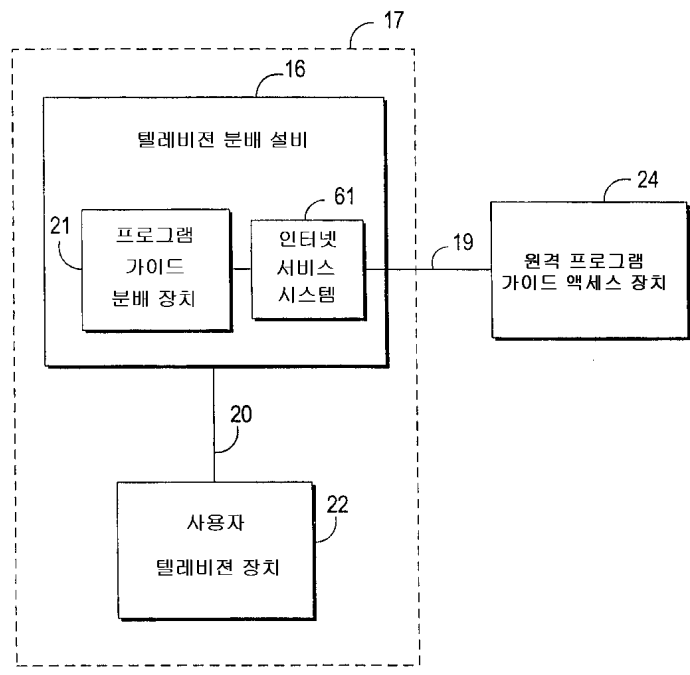 17
16
텔레비젼 분배 설비
21
프로그램
가이드
분배 장치
61
인터넷
서비스
시스템
19
24
원격 프로그램
가이드 액세스 장치
20
22
사용자
텔레비젼 장치